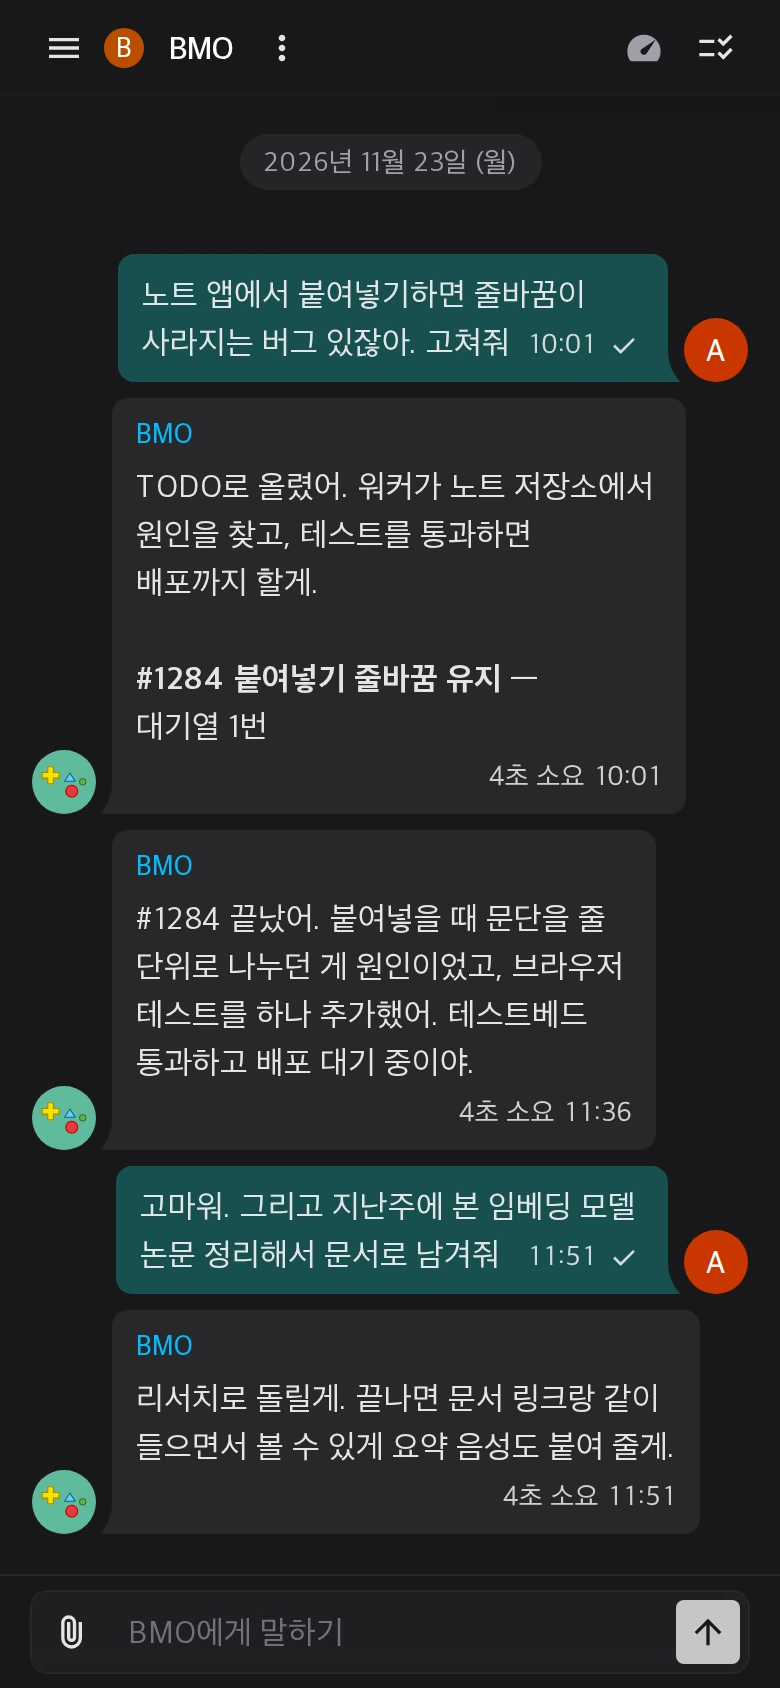 B BMO
2026년 11월 23일 (월)
노트 앱에서 붙여넣기하면 줄바꿈이
사라지는 버그 있잖아. 고쳐줘 10:01
A
BMO
TODO로 올렸어. 워커가 노트 저장소에서
원인을 찾고, 테스트를 통과하면
배포까지 할게.
#1284 붙여넣기 줄바꿈 유지 —
대기열 1번
4초 소요 10:01
BMO
#1284 끝났어. 붙여넣을 때 문단을 줄
단위로 나누던 게 원인이었고, 브라우저
테스트를 하나 추가했어. 테스트베드
통과하고 배포 대기 중이야.
4초 소요 11:36
고마워. 그리고 지난주에 본 임베딩 모델
논문 정리해서 문서로 남겨줘 11:51
A
BMO
리서치로 돌릴게. 끝나면 문서 링크랑 같이
들으면서 볼 수 있게 요약 음성도 붙여 줄게.
4초 소요 11:51
BMO에게 말하기